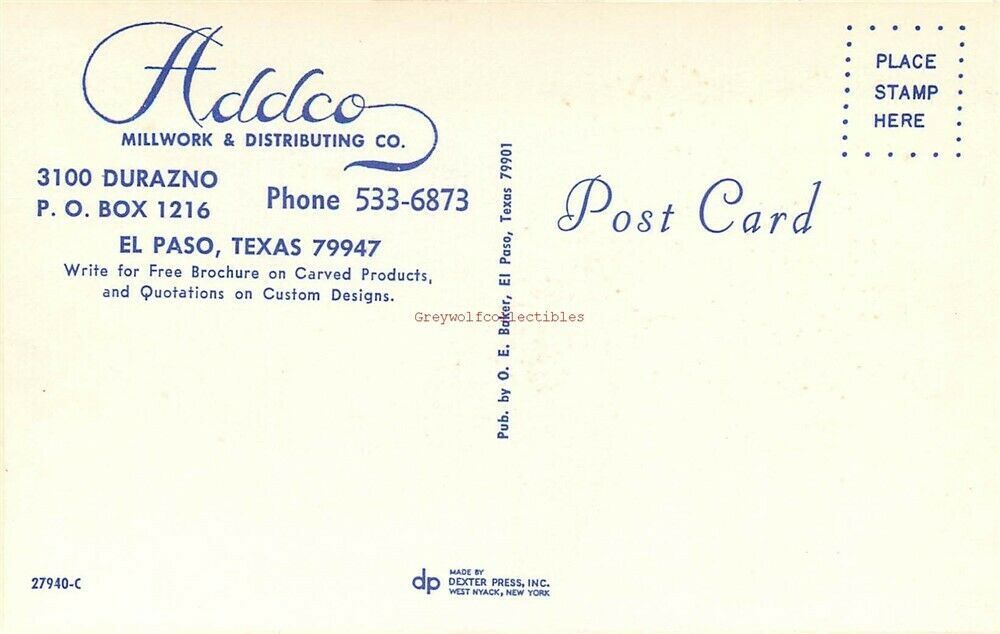 Addco
MILLWORK & DISTRIBUTING CO.
3100 DURAZNO
P. O. BOX 1216
Phone 533-6873
EL PASO, TEXAS 79947
Write for Free Brochure on Carved Products,
and Quotations on Custom Designs.
Greywolfcollectibles
Pub. by O. E. Baker, El Paso, Texas 79901
PLACE
STAMP
HERE
Post Card
27940-C
dp
MADE BY
DEXTER PRESS, INC.
WEST NYACK, NEW YORK